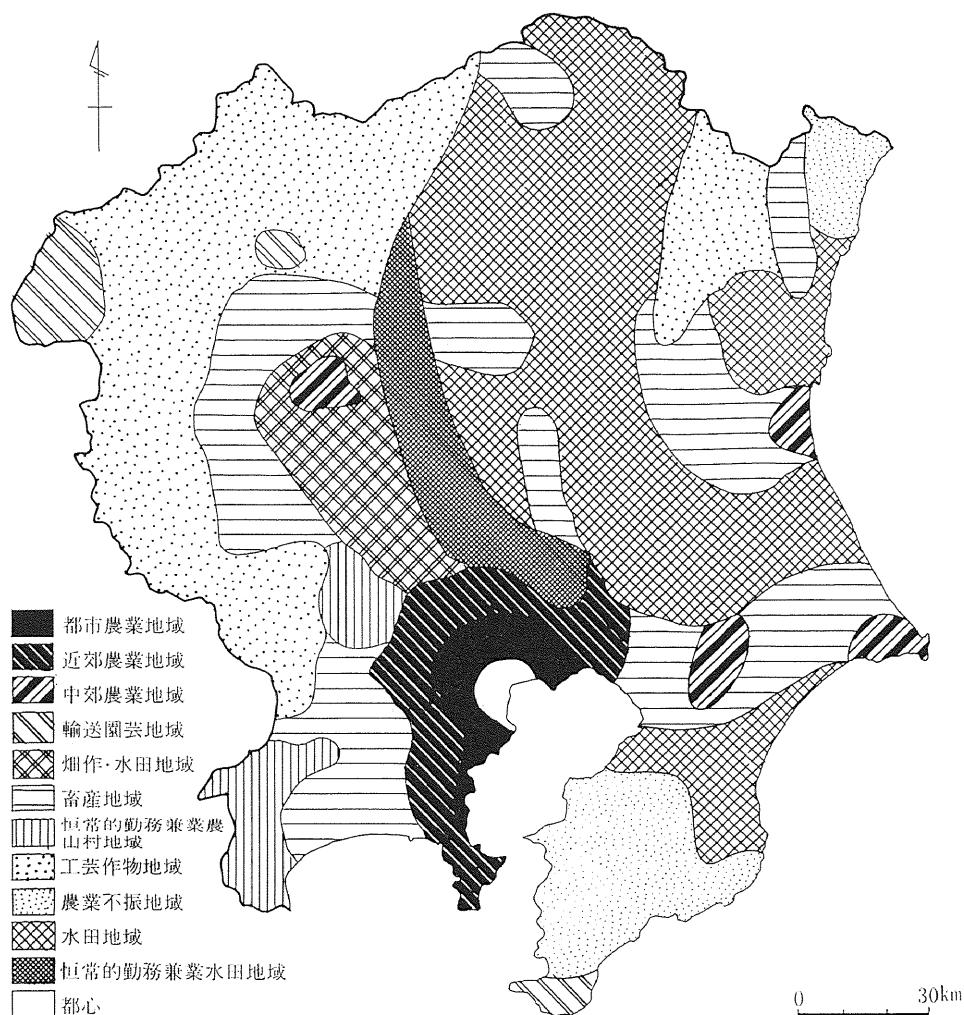 都市農業地域
近郊農業地域
中郊農業地域
輸送園芸地域
畑作・水田地域
畜産地域
恒常的勤務兼業農
山村地域
工芸作物地域
農業不振地域
水田地域
恒常的勤務兼業水田地域
都心
0 30km